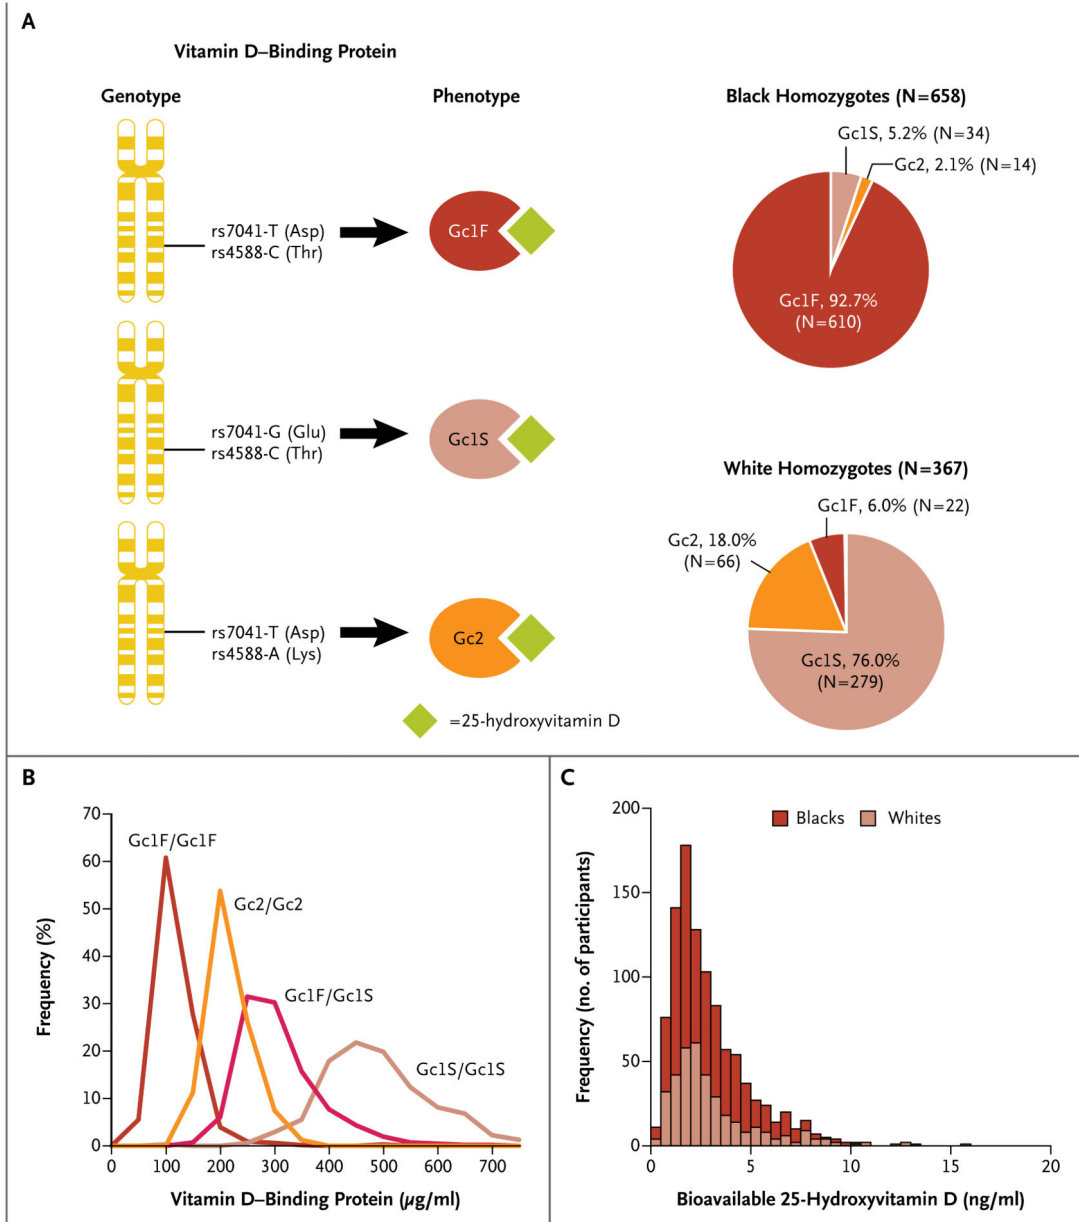 A
Vitamin D–Binding Protein
Genotype
Phenotype
rs7041-T (Asp)
rs4588-C (Thr)
Gc1F
rs7041-G (Glu)
rs4588-C (Thr)
Gc1S
rs7041-T (Asp)
rs4588-A (Lys)
Gc2
=25-hydroxyvitamin D
Black Homozygotes (N=658)
Gc1S, 5.2% (N=34)
Gc2, 2.1% (N=14)
Gc1F, 92.7%
(N=610)
White Homozygotes (N=367)
Gc1F, 6.0% (N=22)
Gc2, 18.0%
(N=66)
Gc1S, 76.0%
(N=279)
B
70
60
50
40
30
20
10
0
Frequency (%)
Gc1F/Gc1F
Gc2/Gc2
Gc1F/Gc1S
Gc1S/Gc1S
0 100 200 300 400 500 600 700
Vitamin D–Binding Protein (µg/ml)
C
200
150
100
50
0
Frequency (no. of participants)
Blacks Whites
0 5 10 15 20
Bioavailable 25-Hydroxyvitamin D (ng/ml)